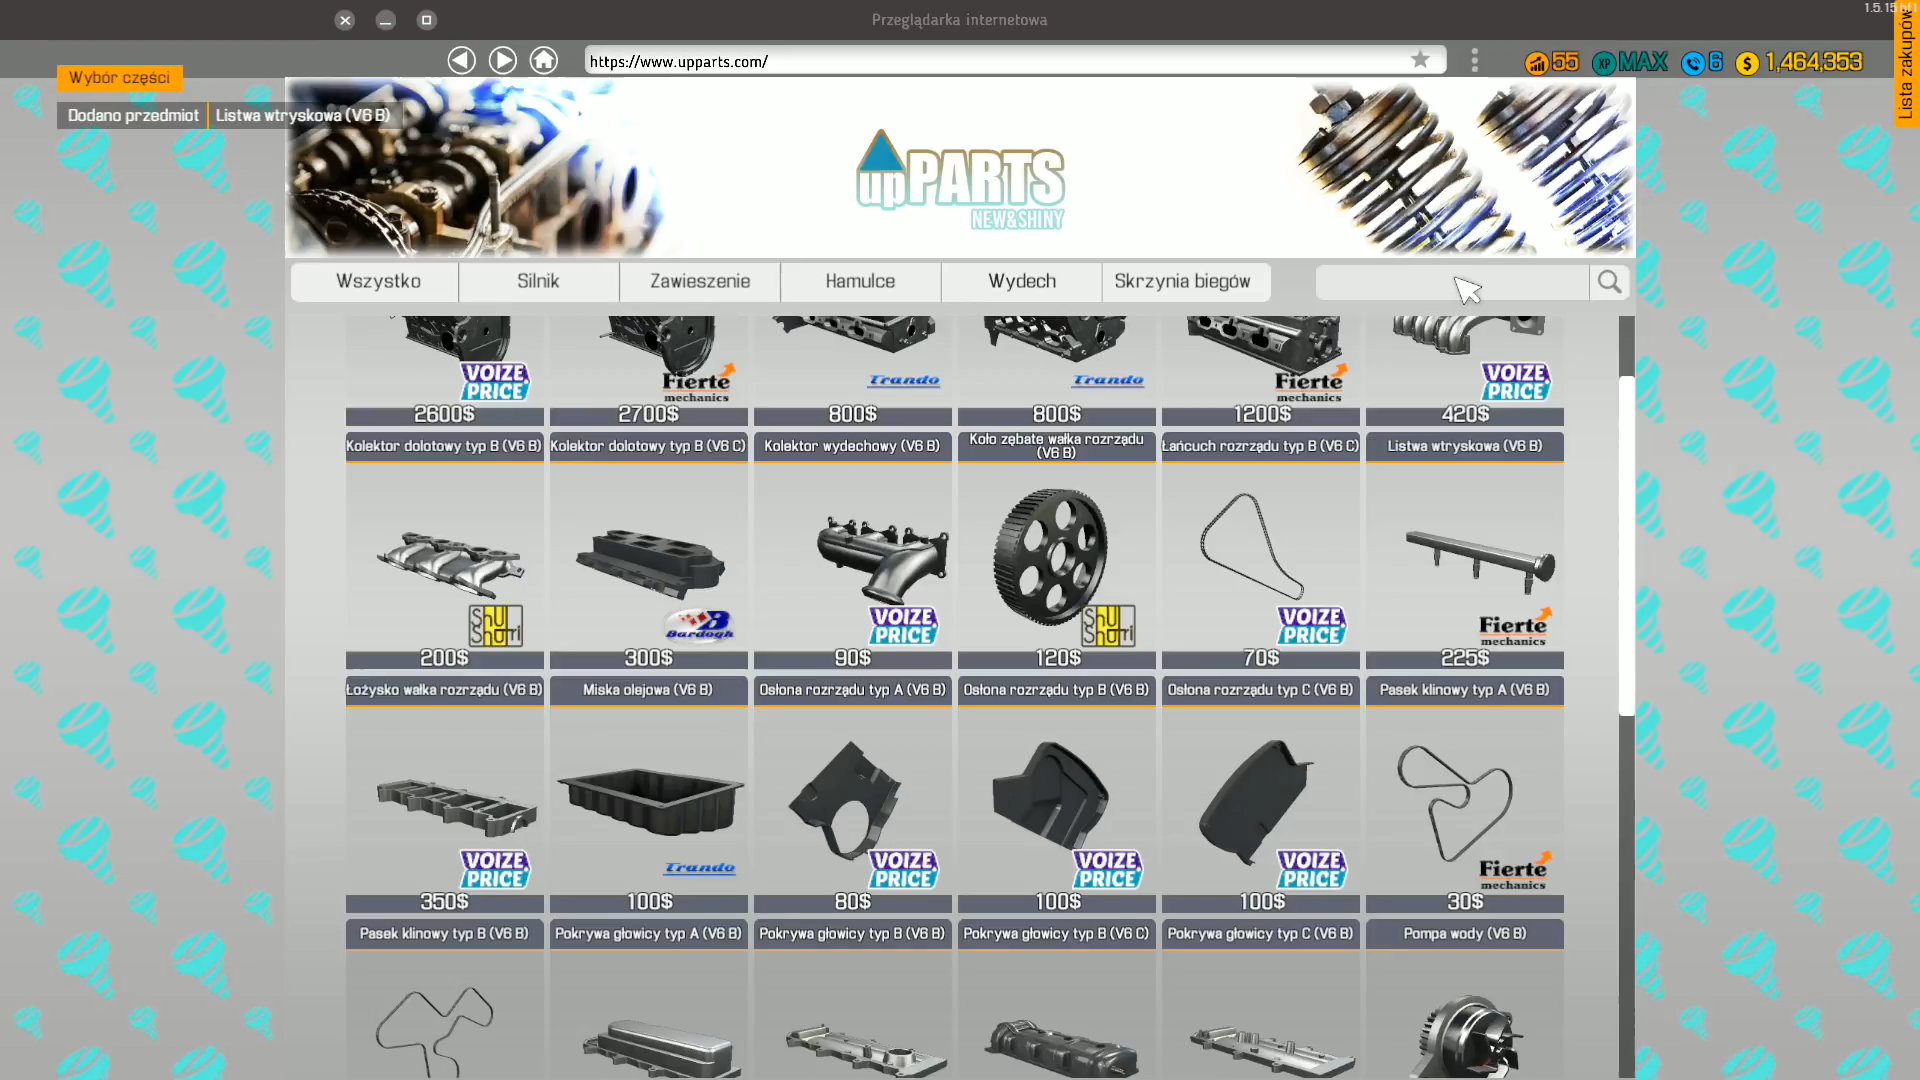 Przeglądarka internetowa
1.5.15
https://www.upparts.com/
55 XP MAX 6 $ 1,464,353
Lista zakupów
Wybór części
Dodano przedmiot Listwa wtryskowa (V6 B)
upPARTS
NEW&SHINY
Wszystko Silnik Zawieszenie Hamulce Wydech Skrzynia biegów
VOIZE PRICE Fierte mechanics Trando Trando Fierte mechanics VOIZE PRICE
2600$ 2700$ 800$ 800$ 1200$ 420$
Kolektor dolotowy typ B (V6 B) Kolektor dolotowy typ B (V6 C) Kolektor wydechowy (V6 B) Koło zębate wałka rozrządu (V6 B) Łańcuch rozrządu typ B (V6 C) Listwa wtryskowa (V6 B)
Bardogh VOIZE PRICE VOIZE PRICE Fierte mechanics
200$ 300$ 90$ 120$ 70$ 225$
Łożysko wałka rozrządu (V6 B) Miska olejowa (V6 B) Osłona rozrządu typ A (V6 B) Osłona rozrządu typ B (V6 B) Osłona rozrządu typ C (V6 B) Pasek klinowy typ A (V6 B)
VOIZE PRICE Trando VOIZE PRICE VOIZE PRICE VOIZE PRICE Fierte mechanics
350$ 100$ 80$ 100$ 100$ 30$
Pasek klinowy typ B (V6 B) Pokrywa głowicy typ A (V6 B) Pokrywa głowicy typ B (V6 B) Pokrywa głowicy typ B (V6 C) Pokrywa głowicy typ C (V6 B) Pompa wody (V6 B)